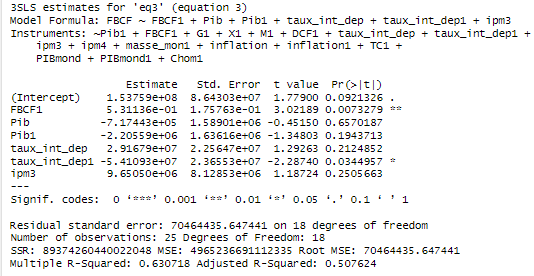 3SLS estimates for 'eq3' (equation 3)
Model Formula: FBCF ~ FBCF1 + Pib + Pib1 + taux_int_dep + taux_int_dep1 + ipm3
Instruments: ~Pib1 + FBCF1 + G1 + X1 + M1 + DCF1 + taux_int_dep + taux_int_dep1 +
ipm3 + ipm4 + masse_mon1 + inflation + inflation1 + TC1 +
PIBmond + PIBmond1 + Chom1
Estimate Std. Error t value Pr(>|t|)
(Intercept) 1.53759e+08 8.64303e+07 1.77900 0.0921326 .
FBCF1 5.31136e-01 1.75763e-01 3.02189 0.0073279 **
Pib -7.17443e+05 1.58901e+06 -0.45150 0.6570187
Pib1 -2.20559e+06 1.63616e+06 -1.34803 0.1943713
taux_int_dep 2.91679e+07 2.25647e+07 1.29263 0.2124852
taux_int_dep1 -5.41093e+07 2.36553e+07 -2.28740 0.0344957 *
ipm3 9.65050e+06 8.12853e+06 1.18724 0.2505663
---
Signif. codes: 0 ‘***’ 0.001 ‘**’ 0.01 ‘*’ 0.05 ‘.’ 0.1 ‘ ’ 1
Residual standard error: 70464435.647441 on 18 degrees of freedom
Number of observations: 25 Degrees of Freedom: 18
SSR: 89374260440022048 MSE: 4965236691112335 Root MSE: 70464435.647441
Multiple R-Squared: 0.630718 Adjusted R-Squared: 0.507624